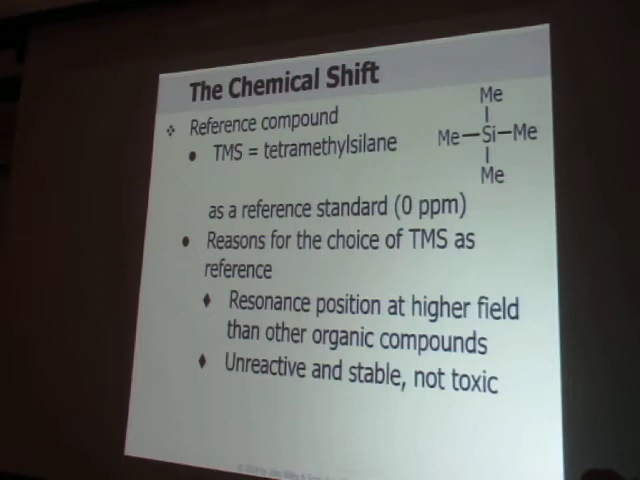 The Chemical Shift
Reference compound
TMS = tetramethylsilane
Me
Me Si Me
Me
as a reference standard (0 ppm)
Reasons for the choice of TMS as
reference
Resonance position at higher field
than other organic compounds
Unreactive and stable, not toxic